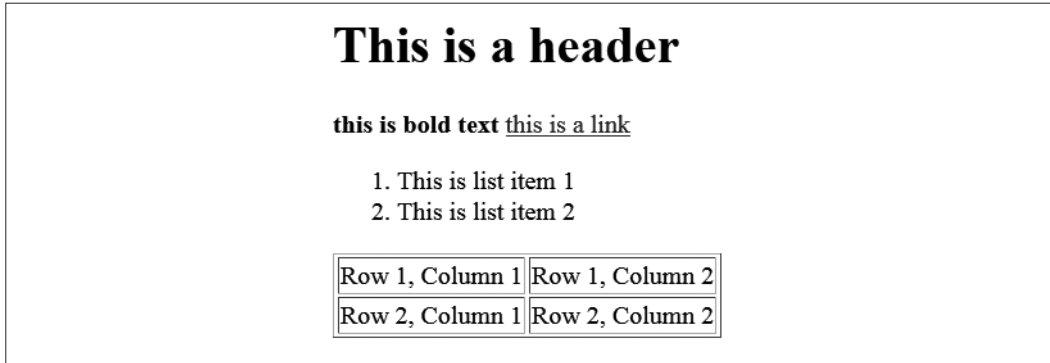 This is a header
this is bold text this is a link
1. This is list item 1
2. This is list item 2
Row 1, Column 1 Row 1, Column 2
Row 2, Column 1 Row 2, Column 2